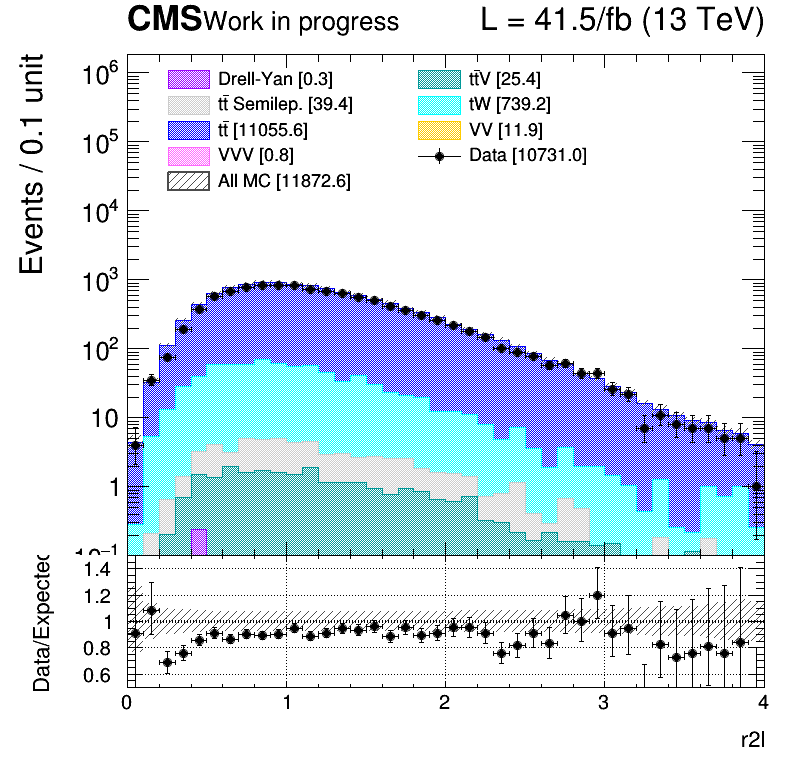 CMS Work in progress L = 41.5/fb (13 TeV)
Events / 0.1 unit
10⁶
10⁵
10⁴
10³
10²
10
1
10⁻¹
Drell-Yan [0.3]
tt̄ Semilep. [39.4]
tt̄ [11055.6]
VVV [0.8]
All MC [11872.6]
tt̄V [25.4]
tW [739.2]
VV [11.9]
Data [10731.0]
Data/Expected
1.4
1.2
1
0.8
0.6
0 1 2 3 4
r2l